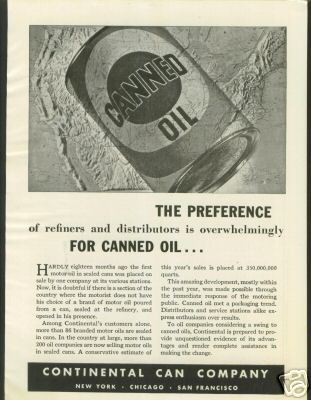 CANNED
OIL
THE PREFERENCE
of refiners and distributors is overwhelmingly
FOR CANNED OIL...
HARDLY eighteen months ago the first
motor oil in sealed cans was placed on
sale by one company at its various stations.
Now, it is doubtful if there is a section of
the country where the motorist does not have
his choice of a brand of motor oil poured
from a can, sealed at the refinery, and
opened in his presence.
Among Continental's customers alone,
more than 86 branded motor oils are sealed
in cans. In the country at large, more than
200 oil companies are now selling motor oils
in sealed cans. A conservative estimate of
this year's sales is placed at 350,000,000
quarts.
This amazing development, mostly within
the past year, was made possible through
the immediate response of the motoring
public. Canned oil met a packaging trend.
Distributors and service stations alike ex-
press enthusiasm over results.
To oil companies considering a swing to
canned oils, Continental is prepared to pro-
vide unquestioned evidence of its advan-
tages and render complete assistance in
making the change.
CONTINENTAL CAN COMPANY
NEW YORK · CHICAGO · SAN FRANCISCO